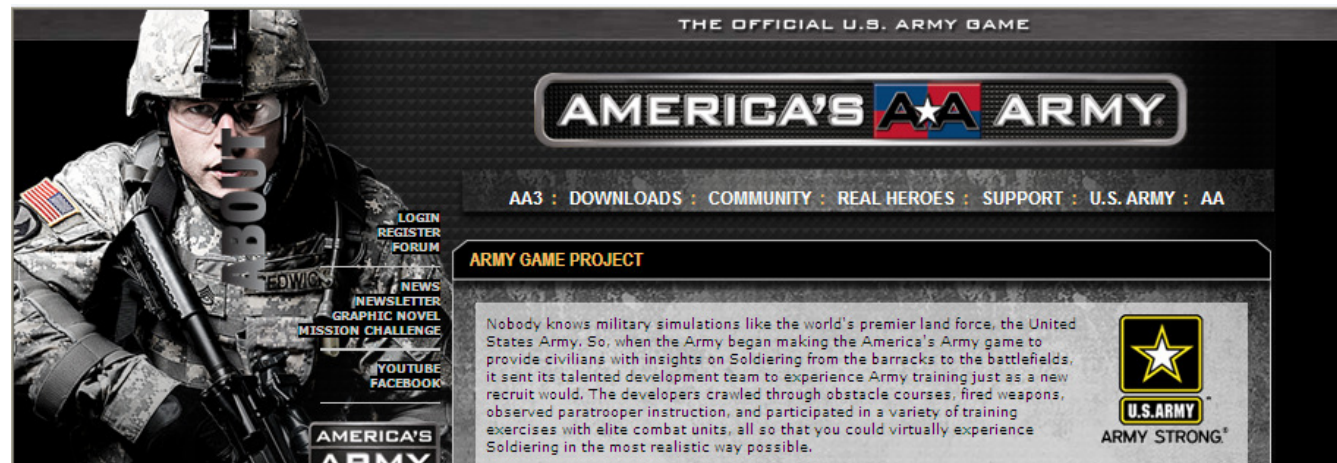 THE OFFICIAL U.S. ARMY GAME
AMERICA'S AA ARMY
AA3 : DOWNLOADS : COMMUNITY : REAL HEROES : SUPPORT : U.S. ARMY : AA
ABOUT
LOGIN
REGISTER
FORUM
NEWS
NEWSLETTER
GRAPHIC NOVEL
MISSION CHALLENGE
YOUTUBE
FACEBOOK
AMERICA'S
ARMY
ARMY GAME PROJECT
Nobody knows military simulations like the world's premier land force, the United
States Army. So, when the Army began making the America's Army game to
provide civilians with insights on Soldiering from the barracks to the battlefields,
it sent its talented development team to experience Army training just as a new
recruit would. The developers crawled through obstacle courses, fired weapons,
observed paratrooper instruction, and participated in a variety of training
exercises with elite combat units, all so that you could virtually experience
Soldiering in the most realistic way possible.
U.S.ARMY
ARMY STRONG.®